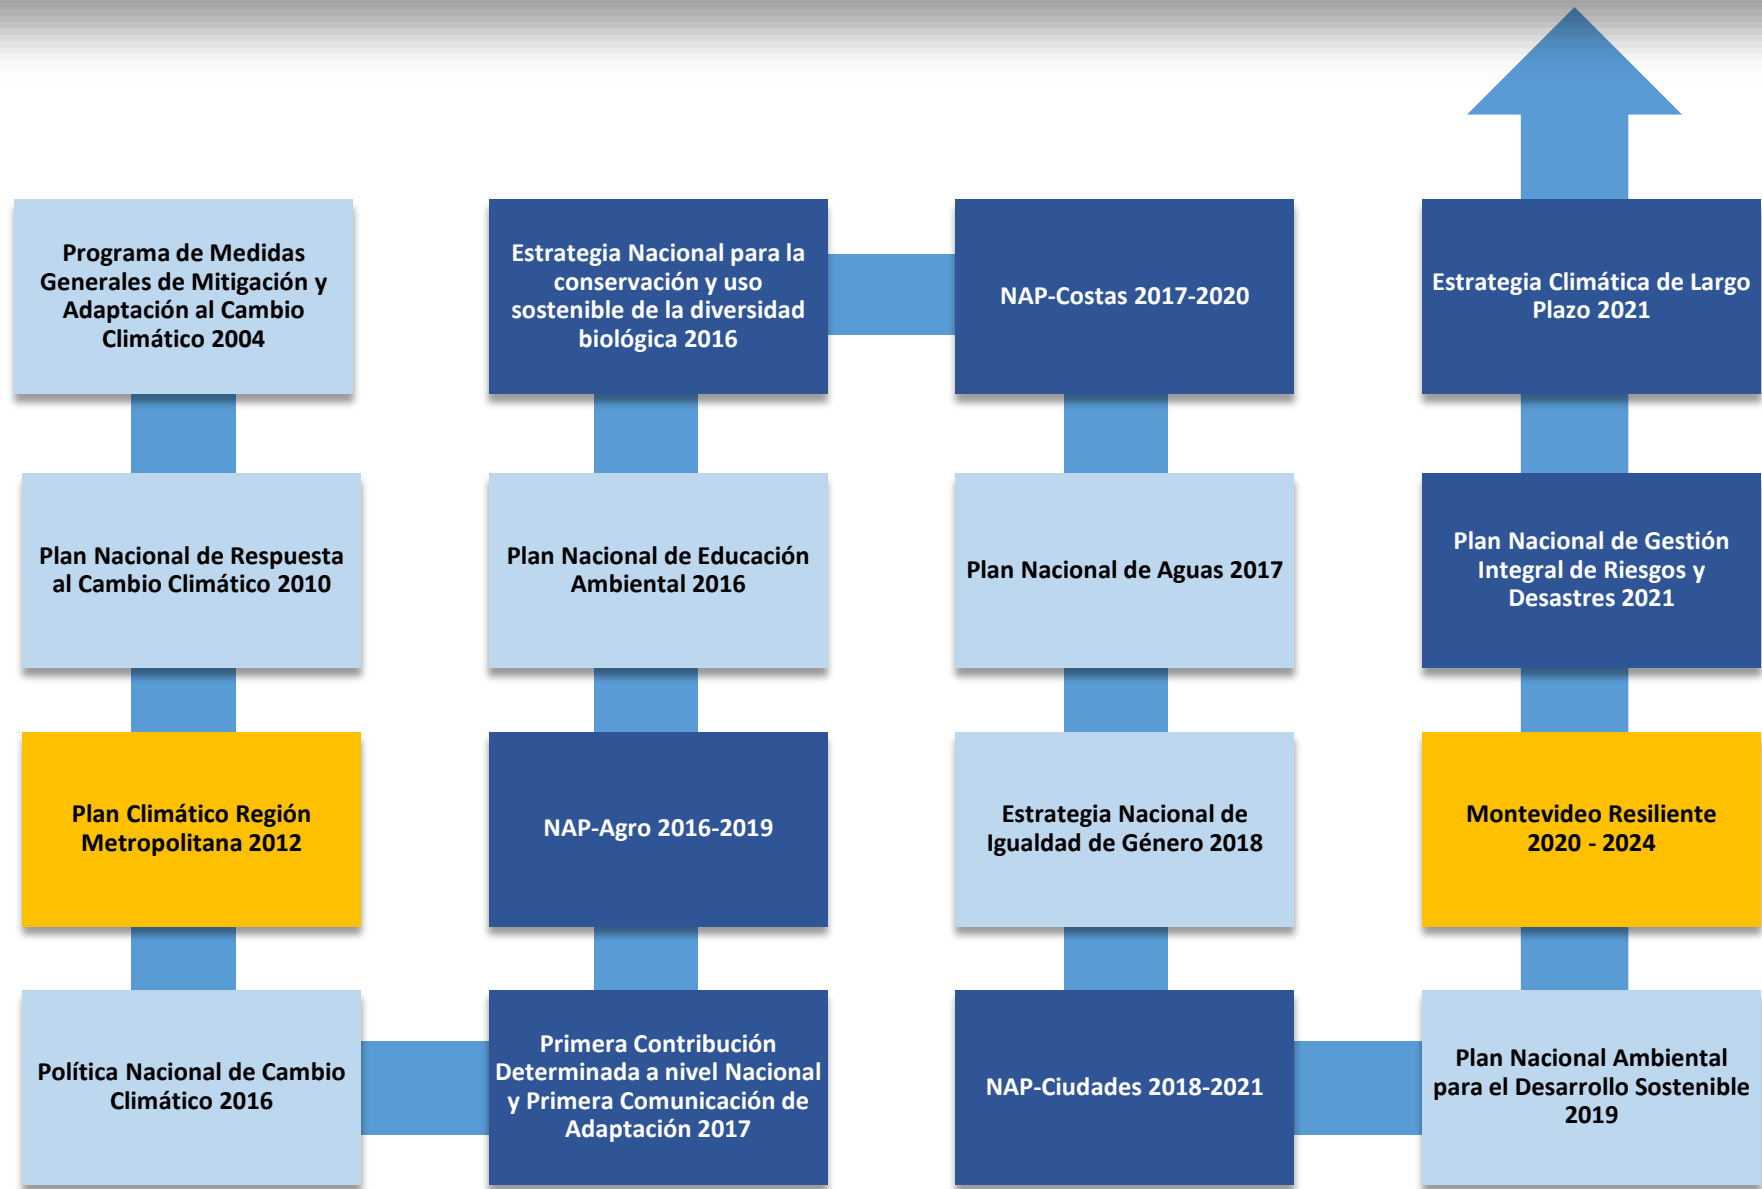 Programa de Medidas
Generales de Mitigación y
Adaptación al Cambio
Climático 2004
Plan Nacional de Respuesta
al Cambio Climático 2010
Plan Climático Región
Metropolitana 2012
Política Nacional de Cambio
Climático 2016
Primera Contribución
Determinada a nivel Nacional
y Primera Comunicación de
Adaptación 2017
NAP-Agro 2016-2019
Plan Nacional de Educación
Ambiental 2016
Estrategia Nacional para la
conservación y uso
sostenible de la diversidad
biológica 2016
NAP-Costas 2017-2020
Plan Nacional de Aguas 2017
Estrategia Nacional de
Igualdad de Género 2018
NAP-Ciudades 2018-2021
Plan Nacional Ambiental
para el Desarrollo Sostenible
2019
Montevideo Resiliente
2020 - 2024
Plan Nacional de Gestión
Integral de Riesgos y
Desastres 2021
Estrategia Climática de Largo
Plazo 2021